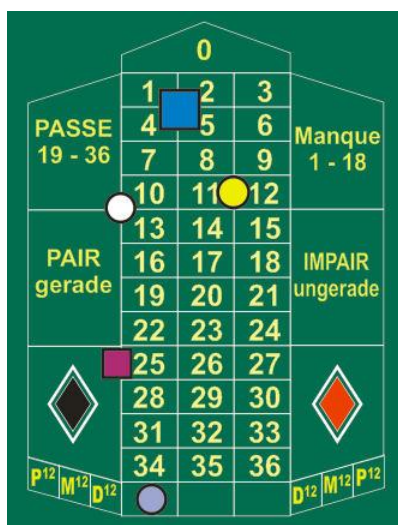 0
1 2 3
4 5 6
PASSE
19 - 36
Manque
1 - 18
7 8 9
10 11 12
13 14 15
PAIR
gerade
IMPAIR
ungerade
16 17 18
19 20 21
22 23 24
25 26 27
28 29 30
31 32 33
34 35 36
P12 M12 D12
D12 M12 P12